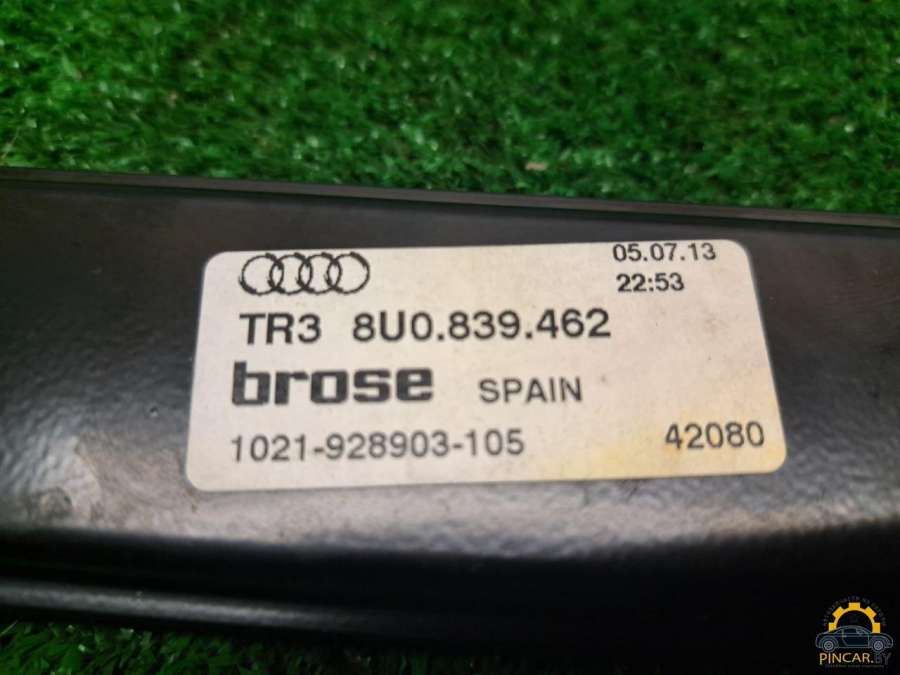 05.07.13
22:53
TR3 8U0.839.462
brose SPAIN
1021-928903-105 42080
PINCAR.BY